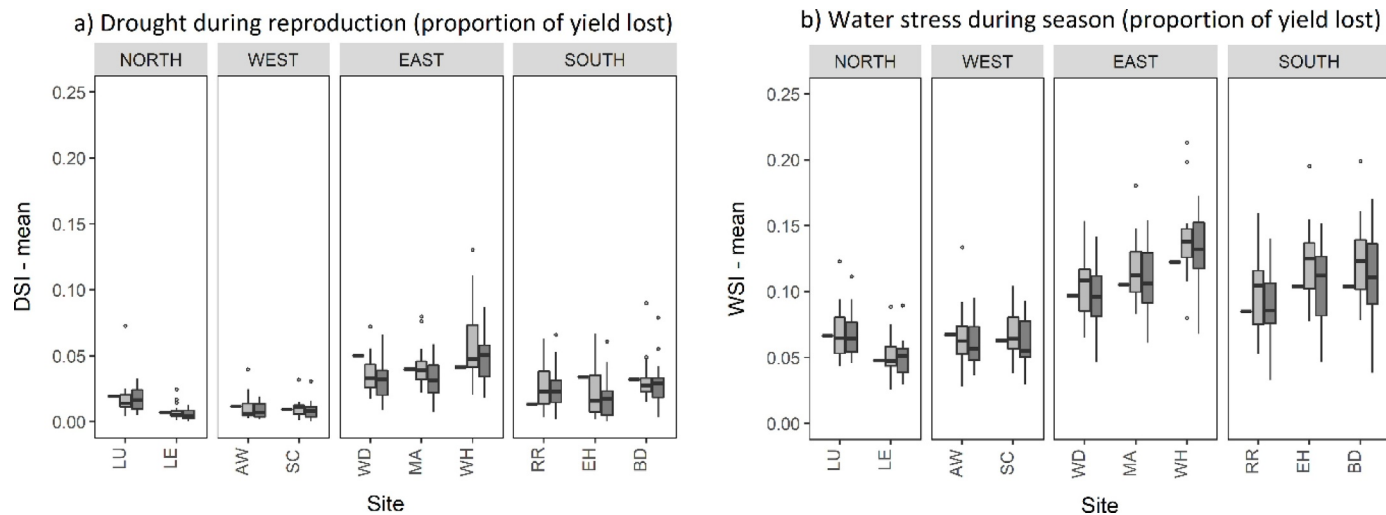 a) Drought during reproduction (proportion of yield lost)
NORTH WEST EAST SOUTH
0.25
0.20
0.15
0.10
0.05
0.00
DSI - mean
LU LE AW SC WD MA WH RR EH BD
Site
b) Water stress during season (proportion of yield lost)
NORTH WEST EAST SOUTH
0.25
0.20
0.15
0.10
0.05
0.00
WSI - mean
LU LE AW SC WD MA WH RR EH BD
Site